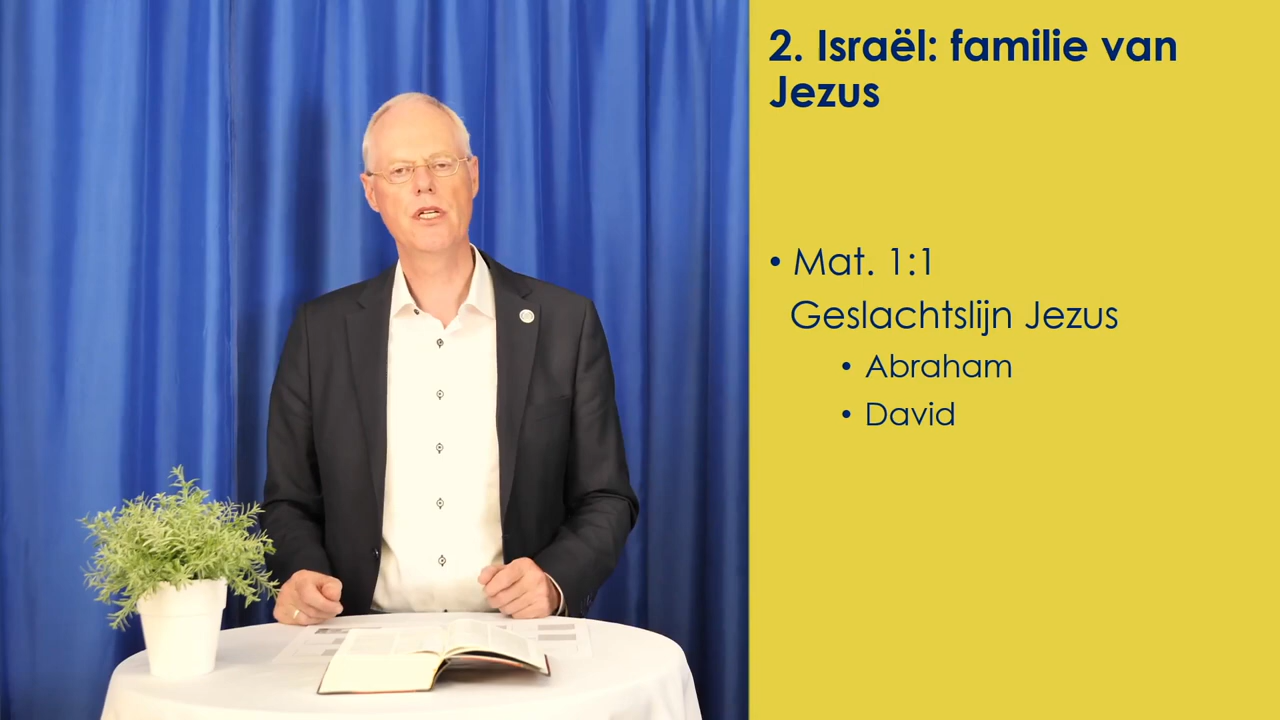 2. Israël: familie van
Jezus
• Mat. 1:1
Geslachtslijn Jezus
• Abraham
• David